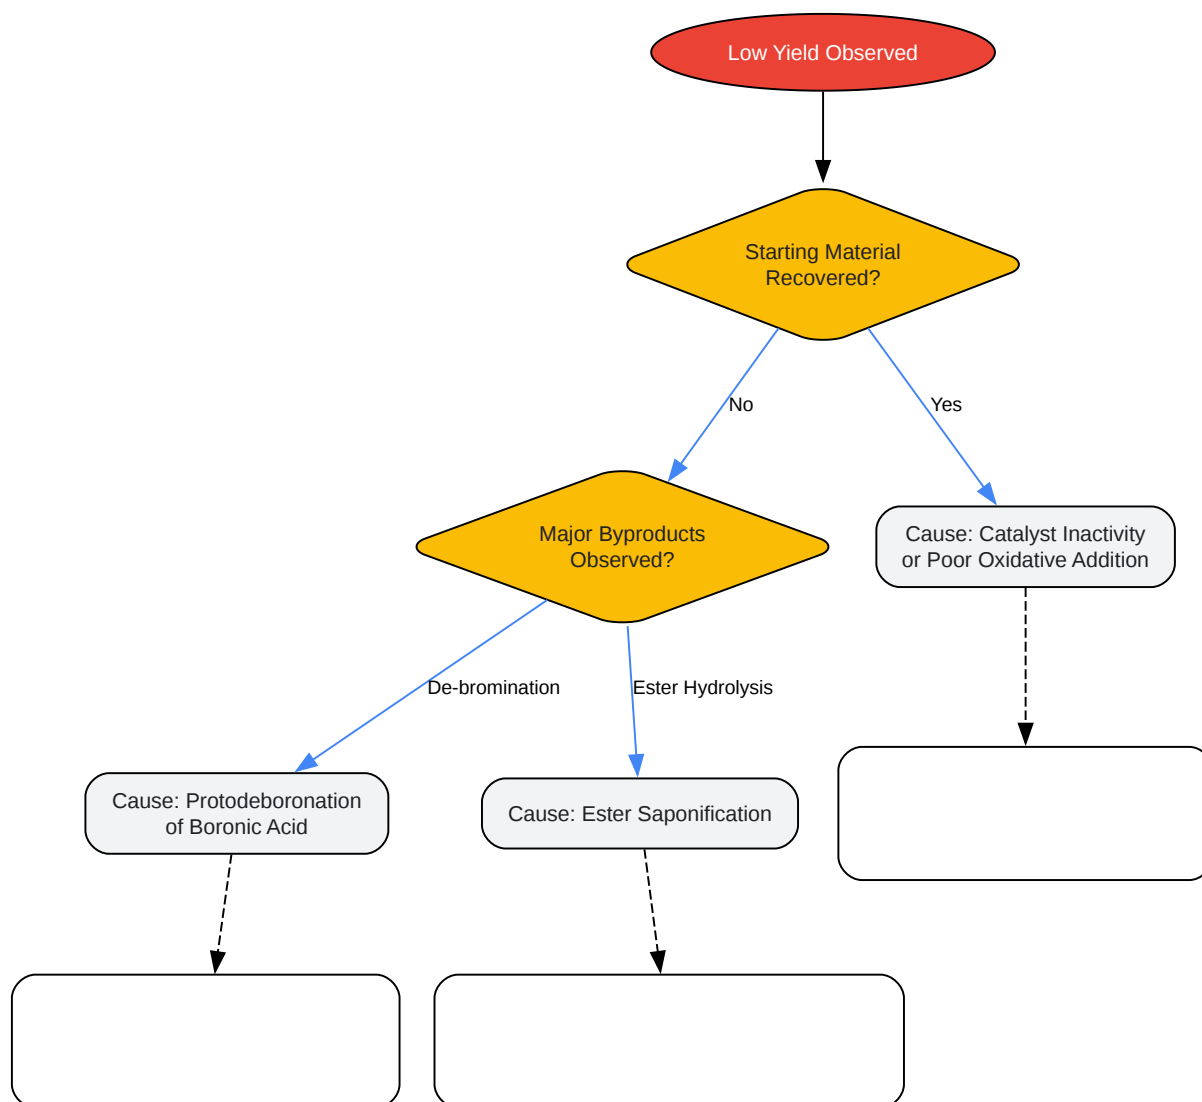 Low Yield Observed
Starting Material
Recovered?
No
Yes
Major Byproducts
Observed?
Cause: Catalyst Inactivity
or Poor Oxidative Addition
De-bromination
Ester Hydrolysis
Cause: Protodeboronation
of Boronic Acid
Cause: Ester Saponification